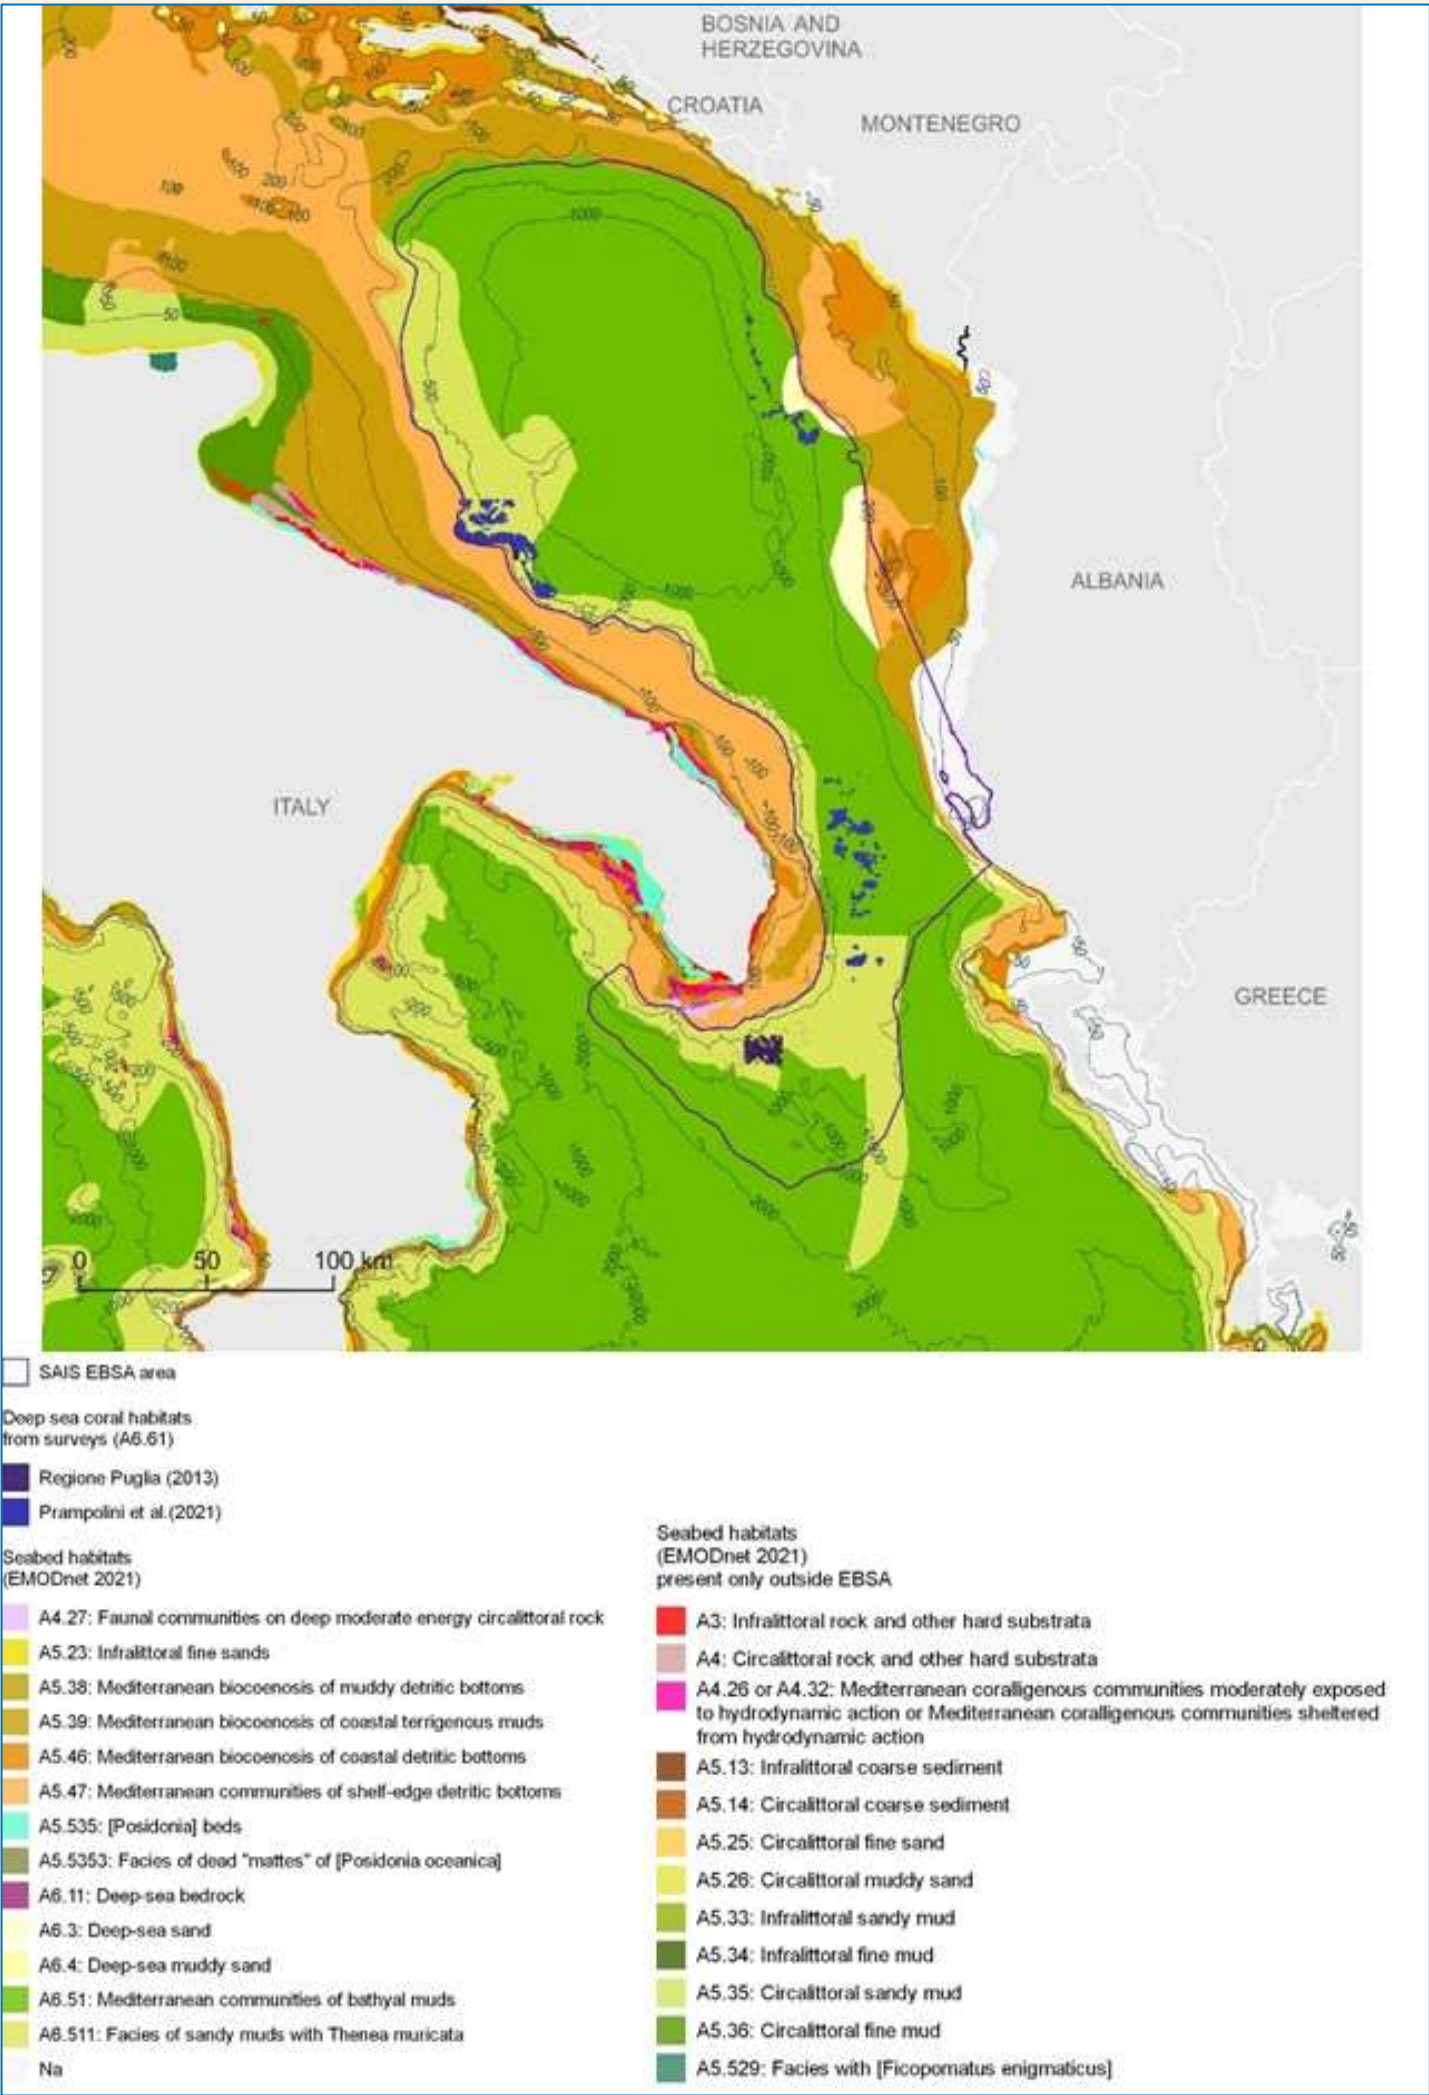 BOSNIA AND
HERZEGOVINA
CROATIA
MONTENEGRO
ALBANIA
ITALY
GREECE
0 50 100 km
SAIS EBSA area
Deep sea coral habitats
from surveys (A6.61)
Regione Puglia (2013)
Prampolini et al.(2021)
Seabed habitats
(EMODnet 2021)
A4.27: Faunal communities on deep moderate energy circalittoral rock
A5.23: Infralittoral fine sands
A5.38: Mediterranean biocoenosis of muddy detritic bottoms
A5.39: Mediterranean biocoenosis of coastal terrigenous muds
A5.46: Mediterranean biocoenosis of coastal detritic bottoms
A5.47: Mediterranean communities of shelf-edge detritic bottoms
A5.535: [Posidonia] beds
A5.5353: Facies of dead "mattes" of [Posidonia oceanica]
A6.11: Deep-sea bedrock
A6.3: Deep-sea sand
A6.4: Deep-sea muddy sand
A6.51: Mediterranean communities of bathyal muds
A6.511: Facies of sandy muds with Thenea muricata
Na
Seabed habitats
(EMODnet 2021)
present only outside EBSA
A3: Infralittoral rock and other hard substrata
A4: Circalittoral rock and other hard substrata
A4.26 or A4.32: Mediterranean coralligenous communities moderately exposed
to hydrodynamic action or Mediterranean coralligenous communities sheltered
from hydrodynamic action
A5.13: Infralittoral coarse sediment
A5.14: Circalittoral coarse sediment
A5.25: Circalittoral fine sand
A5.26: Circalittoral muddy sand
A5.33: Infralittoral sandy mud
A5.34: Infralittoral fine mud
A5.35: Circalittoral sandy mud
A5.36: Circalittoral fine mud
A5.529: Facies with [Ficopomatus enigmaticus]